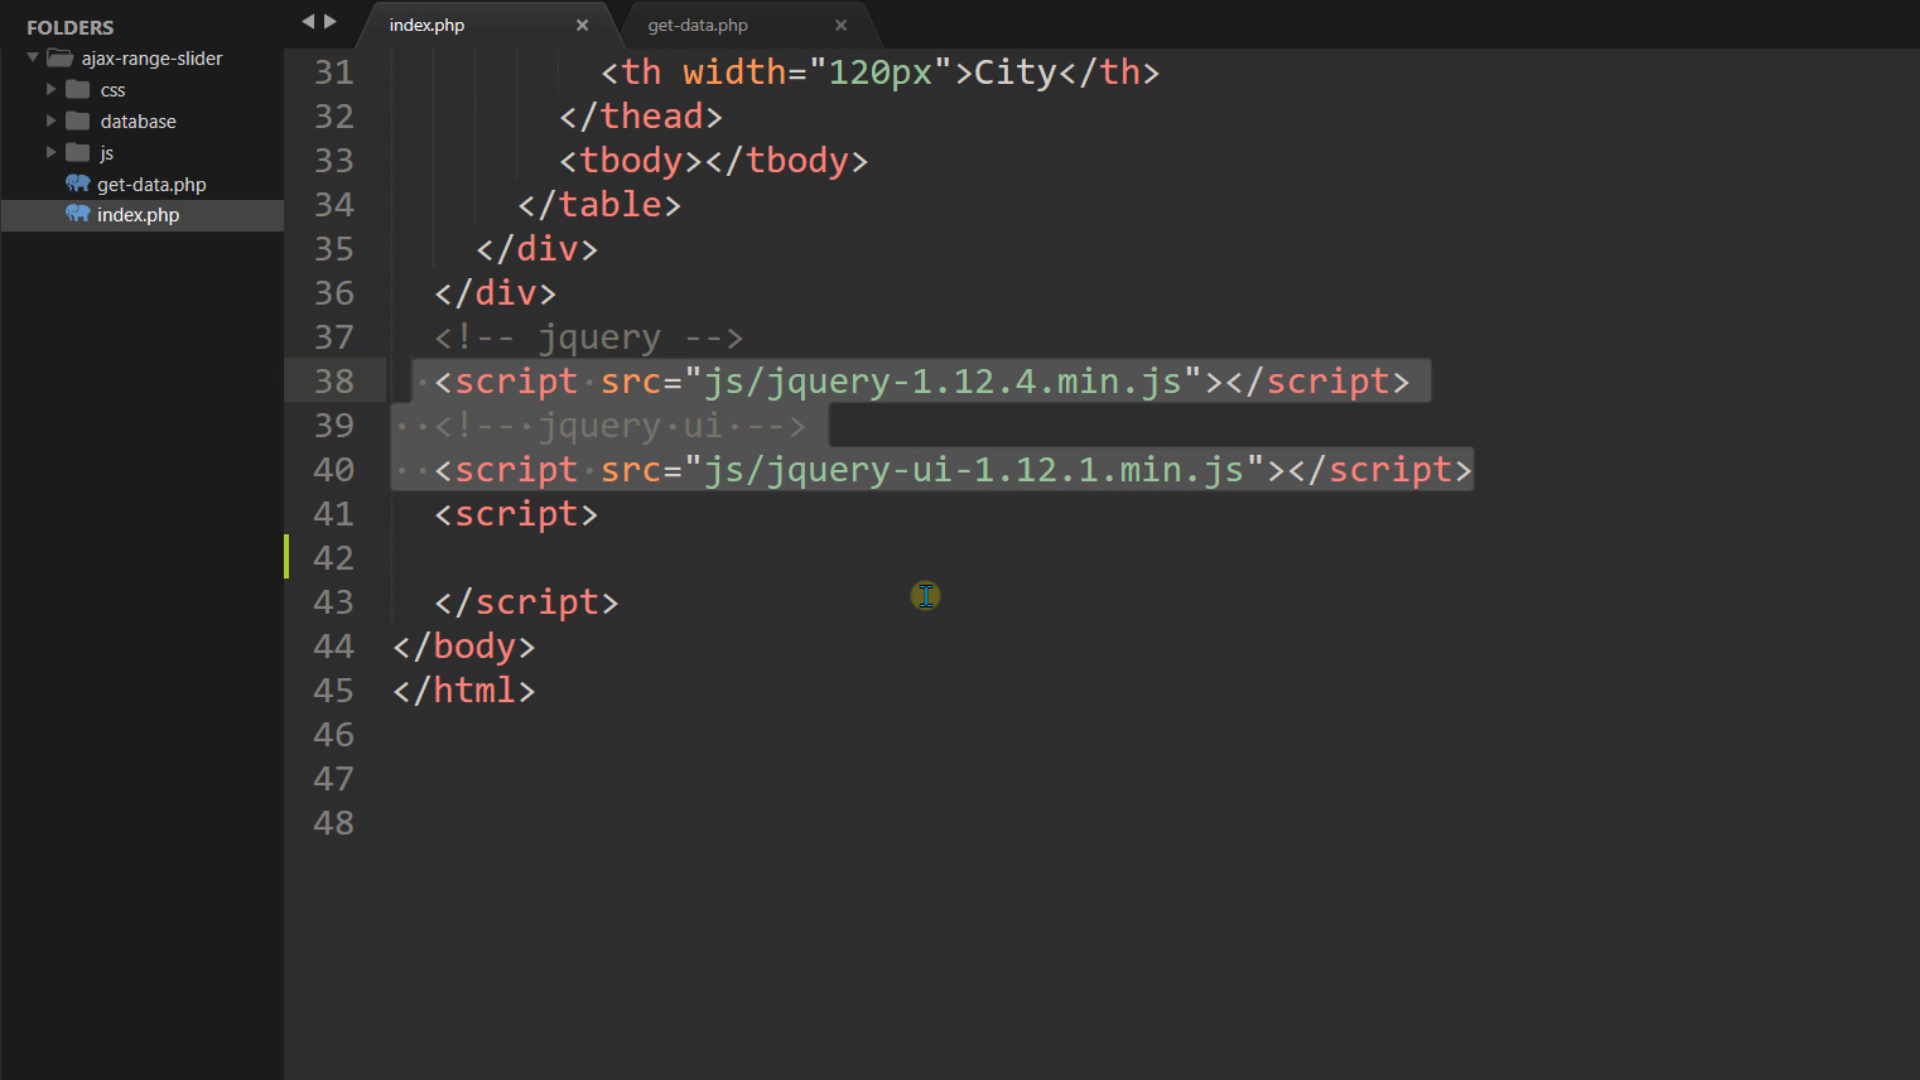 FOLDERS
ajax-range-slider
css
database
js
get-data.php
index.php
index.php ×
get-data.php ×
31 <th width="120px">City</th>
32 </thead>
33 <tbody></tbody>
34 </table>
35 </div>
36 </div>
37 <!-- jquery -->
38 <script src="js/jquery-1.12.4.min.js"></script>
39 <!-- jquery ui -->
40 <script src="js/jquery-ui-1.12.1.min.js"></script>
41 <script>
42
43 </script>
44 </body>
45 </html>
46
47
48